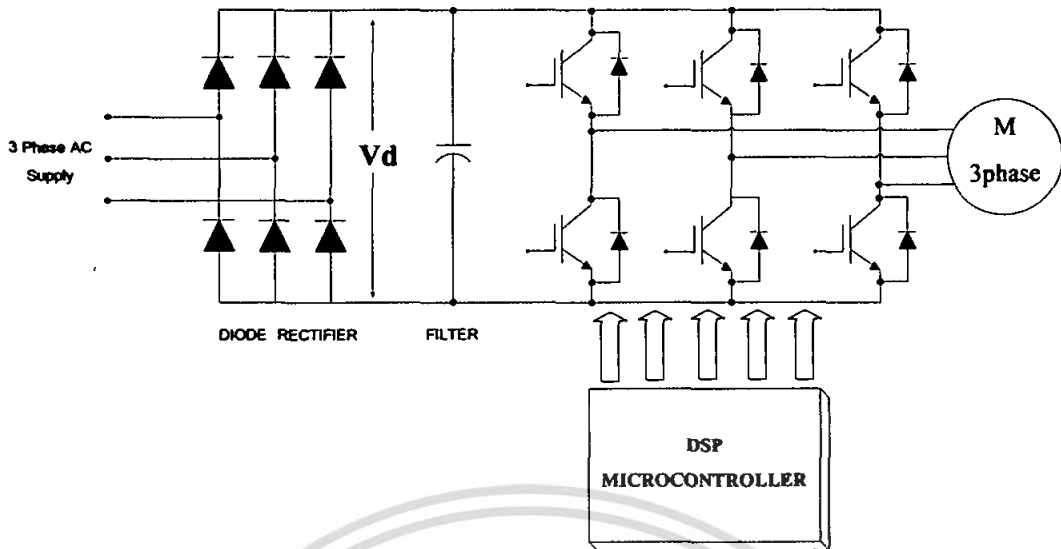 3 Phase AC
Supply
Vd
M
3phase
DIODE RECTIFIER
FILTER
DSP
MICROCONTROLLER